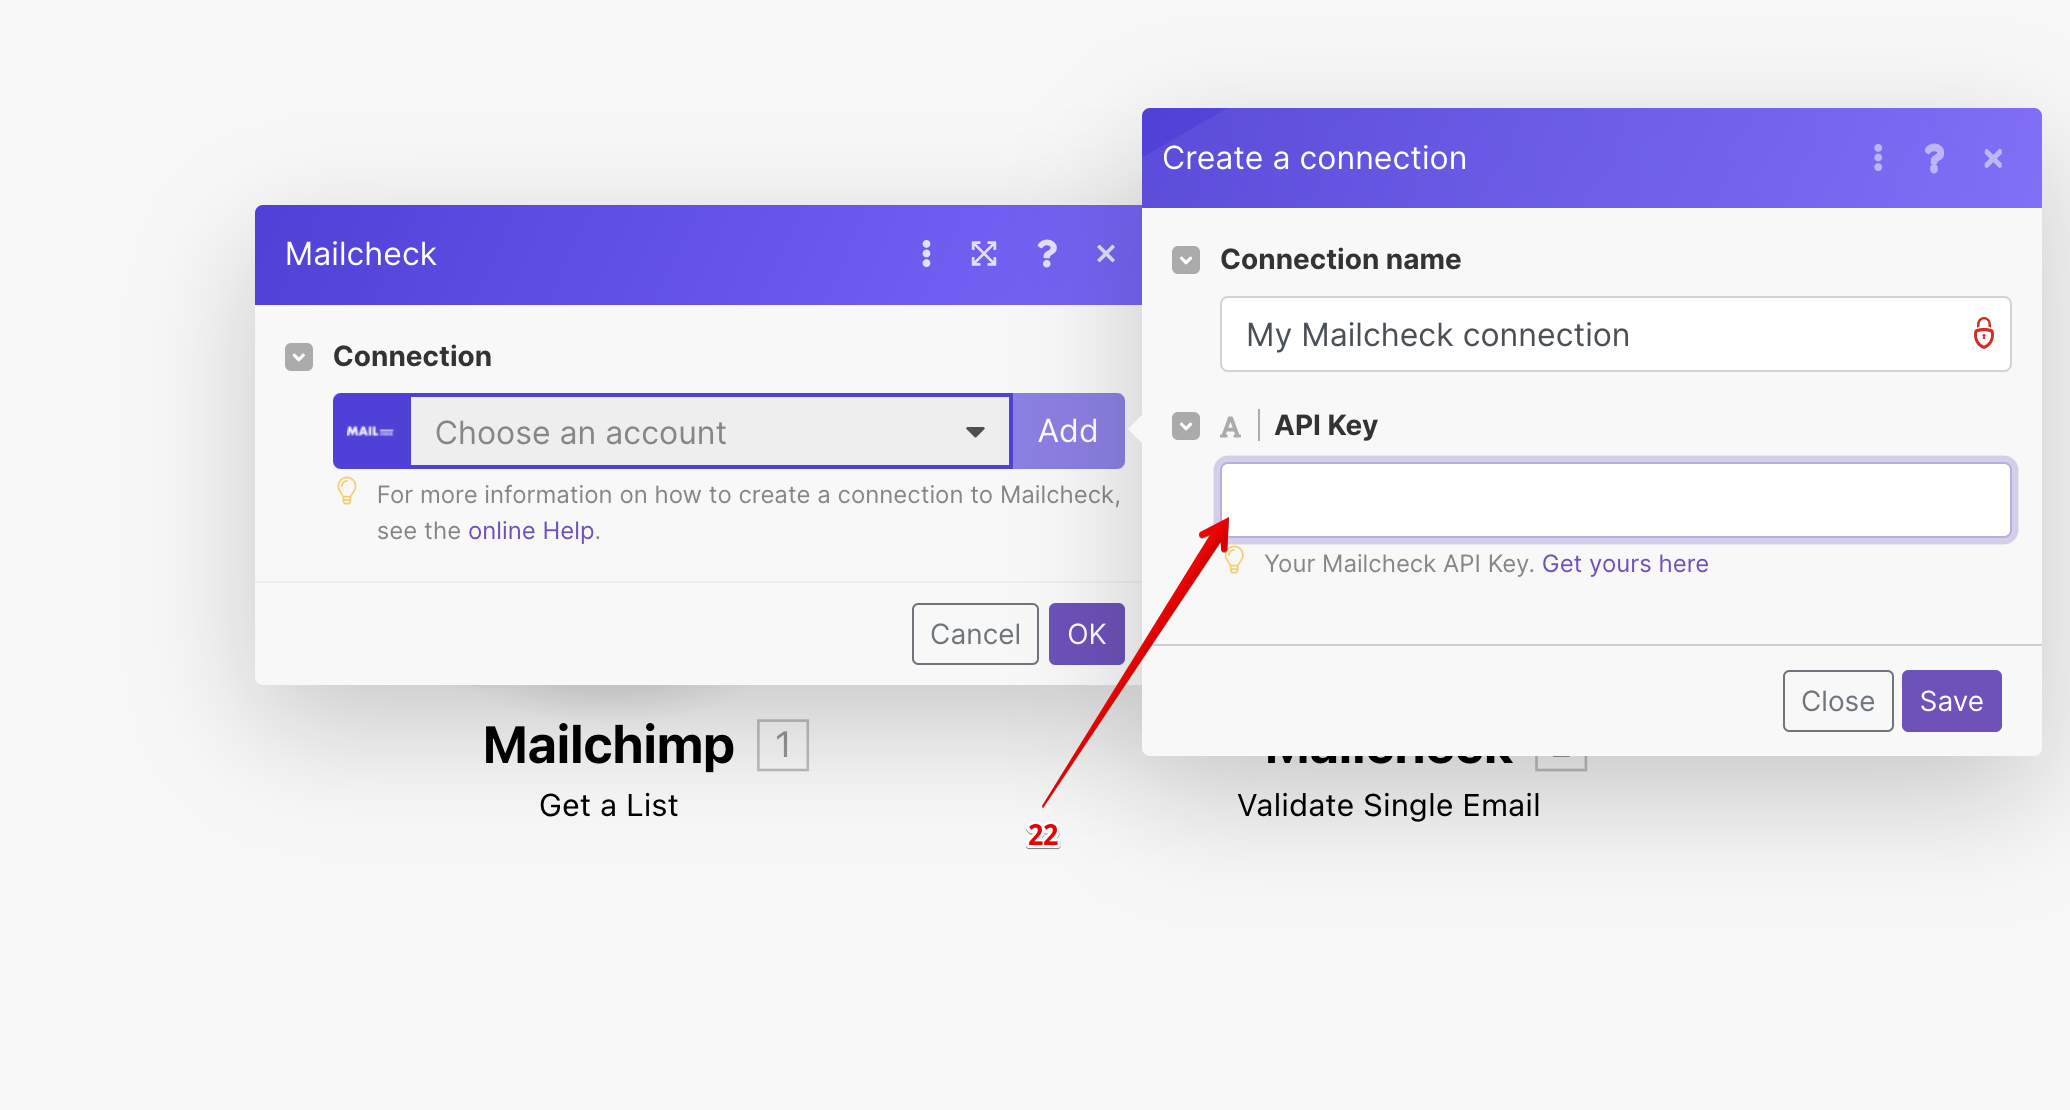 Create a connection
Mailcheck
Connection name
My Mailcheck connection
Connection
MAIL
Choose an account
Add
A
API Key
For more information on how to create a connection to Mailcheck,
see the online Help.
Your Mailcheck API Key. Get yours here
Cancel
OK
Close
Save
Mailchimp 1
Get a List
Validate Single Email
22